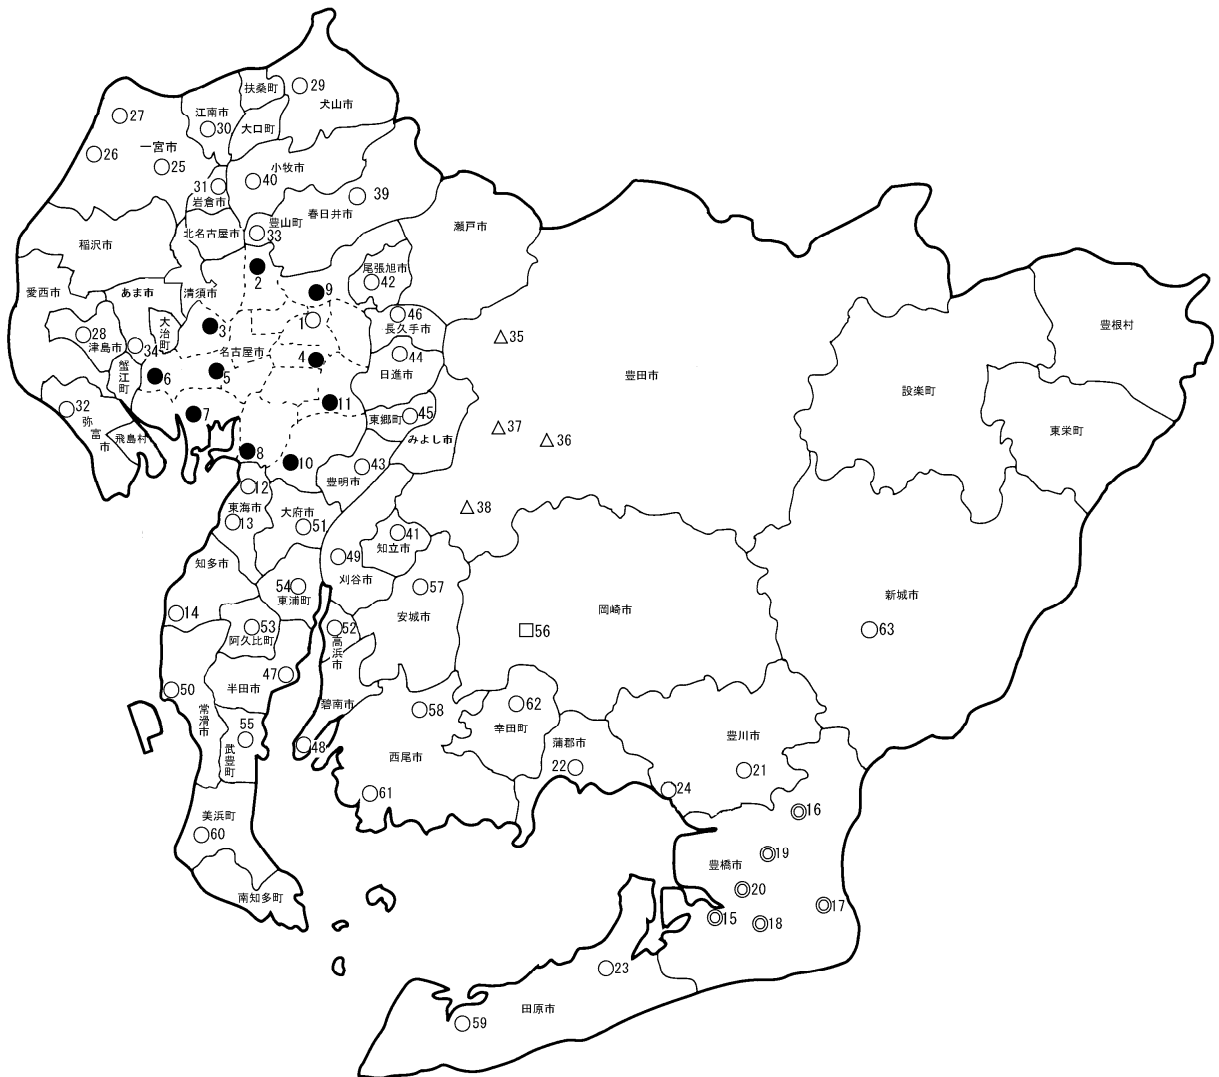 扶桑町
29
犬山市
27
江南市
30
大口町
一宮市
26
25
小牧市
40
31
岩倉市
39
春日井市
豊山町
33
瀬戸市
北名古屋市
稲沢市
2
尾張旭市
42
愛西市
あま市
清須市
9
46
長久手市
1
35
豊根村
大治町
3
28
津島市
34
名古屋市
4
44
日進市
豊田市
蟹江町
6
5
設楽町
32
弥富市
7
11
東郷町
45
みよし市
37
36
東栄町
飛島村
8
10
43
豊明市
12
東海市
13
大府市
51
38
41
知立市
知多市
49
刈谷市
54
東浦町
57
安城市
岡崎市
新城市
14
53
阿久比町
52
高浜市
56
63
47
半田市
50
常滑市
碧南市
58
62
幸田町
55
武豊町
48
西尾市
蒲郡市
22
豊川市
21
61
24
16
美浜町
60
豊橋市
19
20
南知多町
15
18
17
23
田原市
59